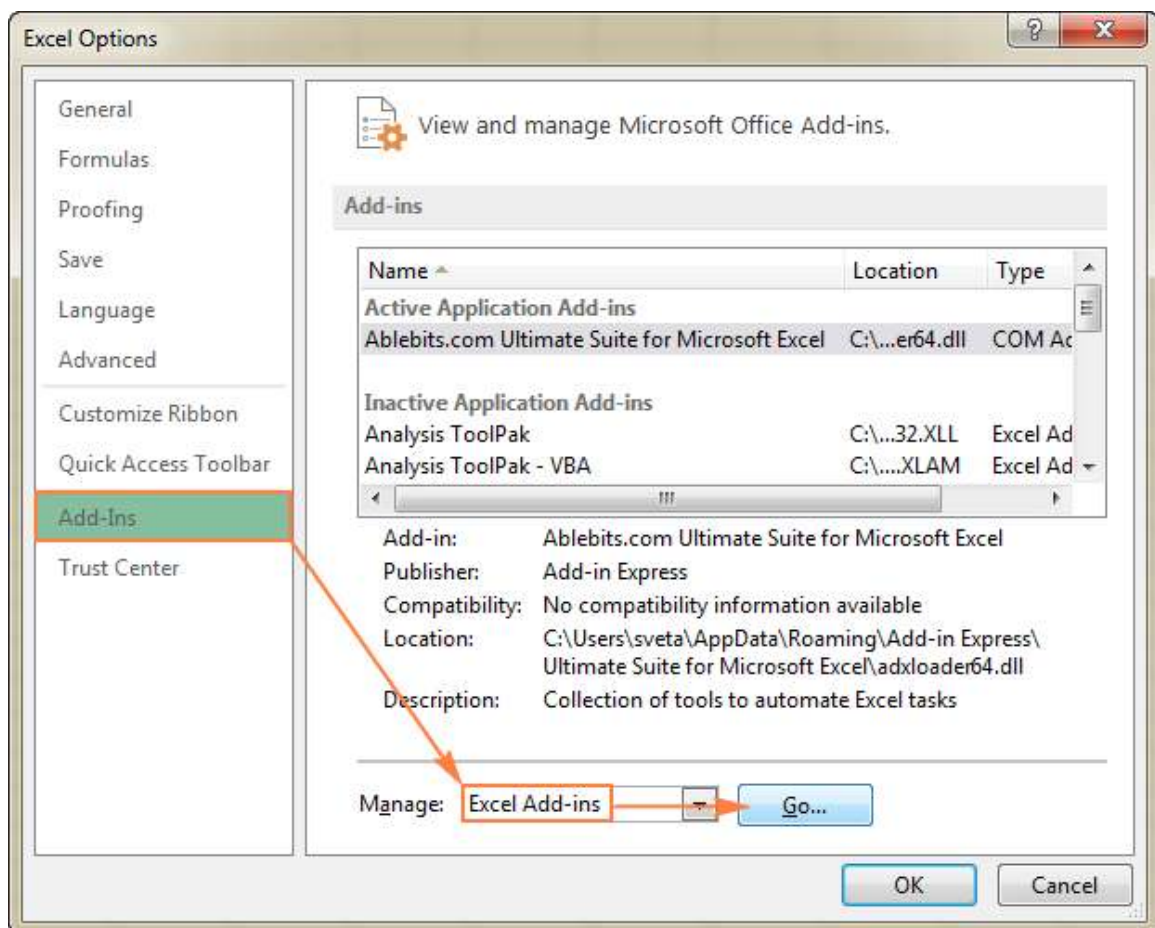 Excel Options
General
Formulas
Proofing
Save
Language
Advanced
Customize Ribbon
Quick Access Toolbar
Add-Ins
Trust Center
View and manage Microsoft Office Add-ins.
Add-ins
Name Location Type
Active Application Add-ins
Ablebits.com Ultimate Suite for Microsoft Excel C:\...er64.dll COM Ac
Inactive Application Add-ins
Analysis ToolPak C:\...32.XLL Excel Ad
Analysis ToolPak - VBA C:\....XLAM Excel Ad
Add-in: Ablebits.com Ultimate Suite for Microsoft Excel
Publisher: Add-in Express
Compatibility: No compatibility information available
Location: C:\Users\sveta\AppData\Roaming\Add-in Express\
Ultimate Suite for Microsoft Excel\adxloader64.dll
Description: Collection of tools to automate Excel tasks
Manage: Excel Add-ins Go...
OK Cancel